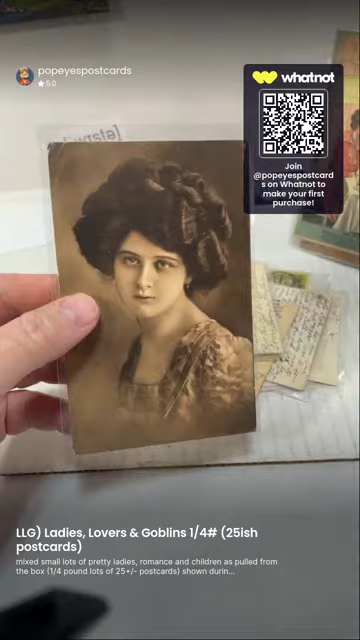 popeyespostcards
★ 5.0
whatnot
Join
@popeyespostcard
s on Whatnot to
make your first
purchase!
LLG) Ladies, Lovers & Goblins 1/4# (25ish
postcards)
mixed small lots of pretty ladies, romance and children as pulled from
the box (1/4 pound lots of 25+/- postcards) shown durin...